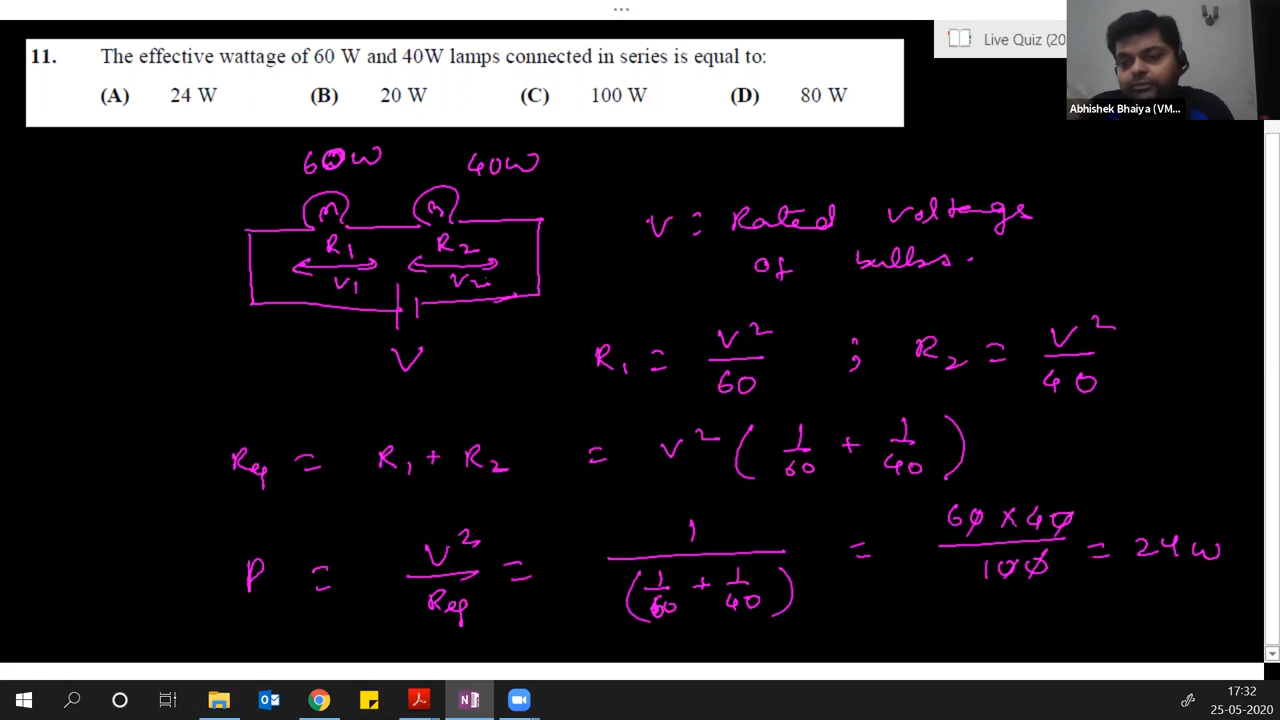 ...
11. The effective wattage of 60 W and 40W lamps connected in series is equal to:
(A) 24 W (B) 20 W (C) 100 W (D) 80 W
Live Quiz (20
Abhishek Bhaiya (VM...
60W 40W
R1 R2
V1 V2
V
V : Rated voltage
of bulbs.
R1 = V²/60 ; R2 = V²/40
Req = R1 + R2 = V² (1/60 + 1/40)
P = V²/Req = 1/(1/60 + 1/40) = 60 x 40/100 = 24 W
17:32
25-05-2020